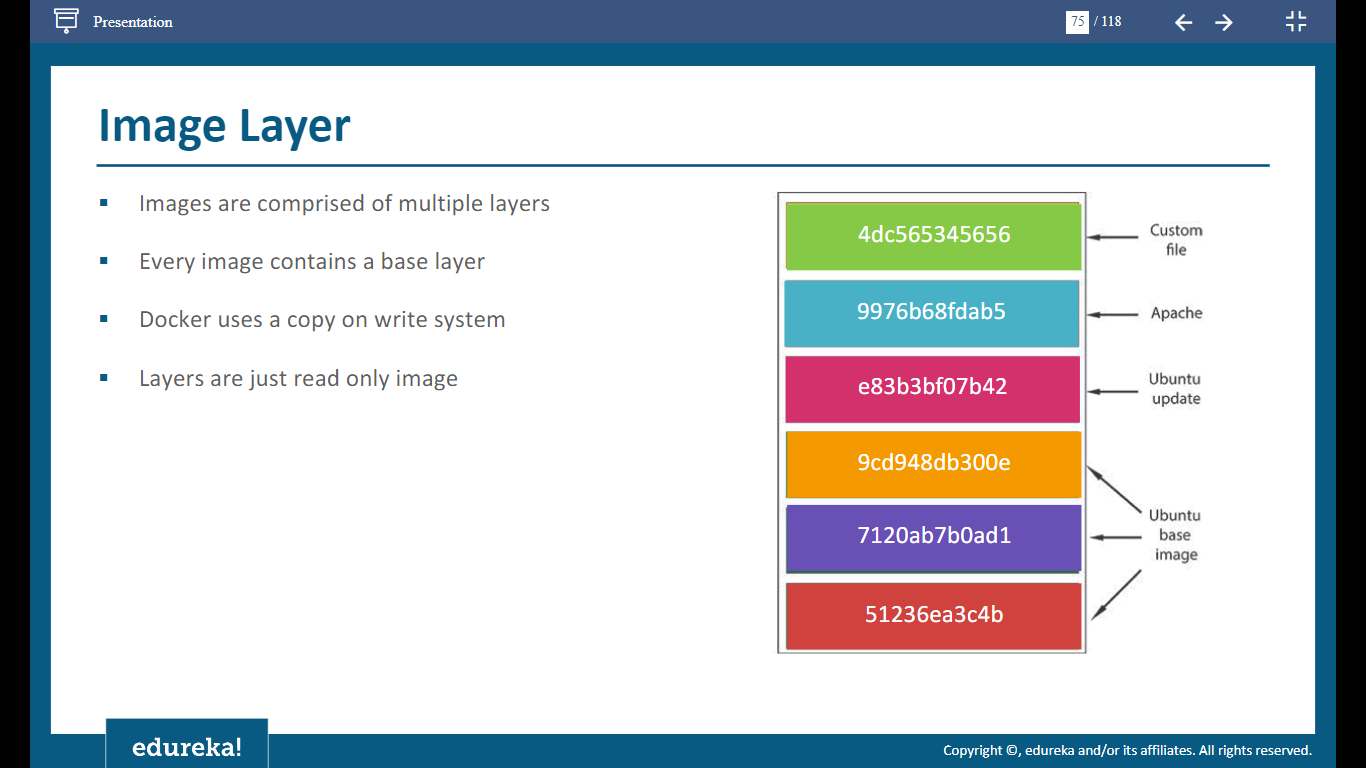 Presentation
75 / 118
Image Layer
Images are comprised of multiple layers
Every image contains a base layer
Docker uses a copy on write system
Layers are just read only image
4dc565345656
Custom
file
9976b68fdab5
Apache
e83b3bf07b42
Ubuntu
update
9cd948db300e
7120ab7b0ad1
51236ea3c4b
Ubuntu
base
image
edureka!
Copyright ©, edureka and/or its affiliates. All rights reserved.